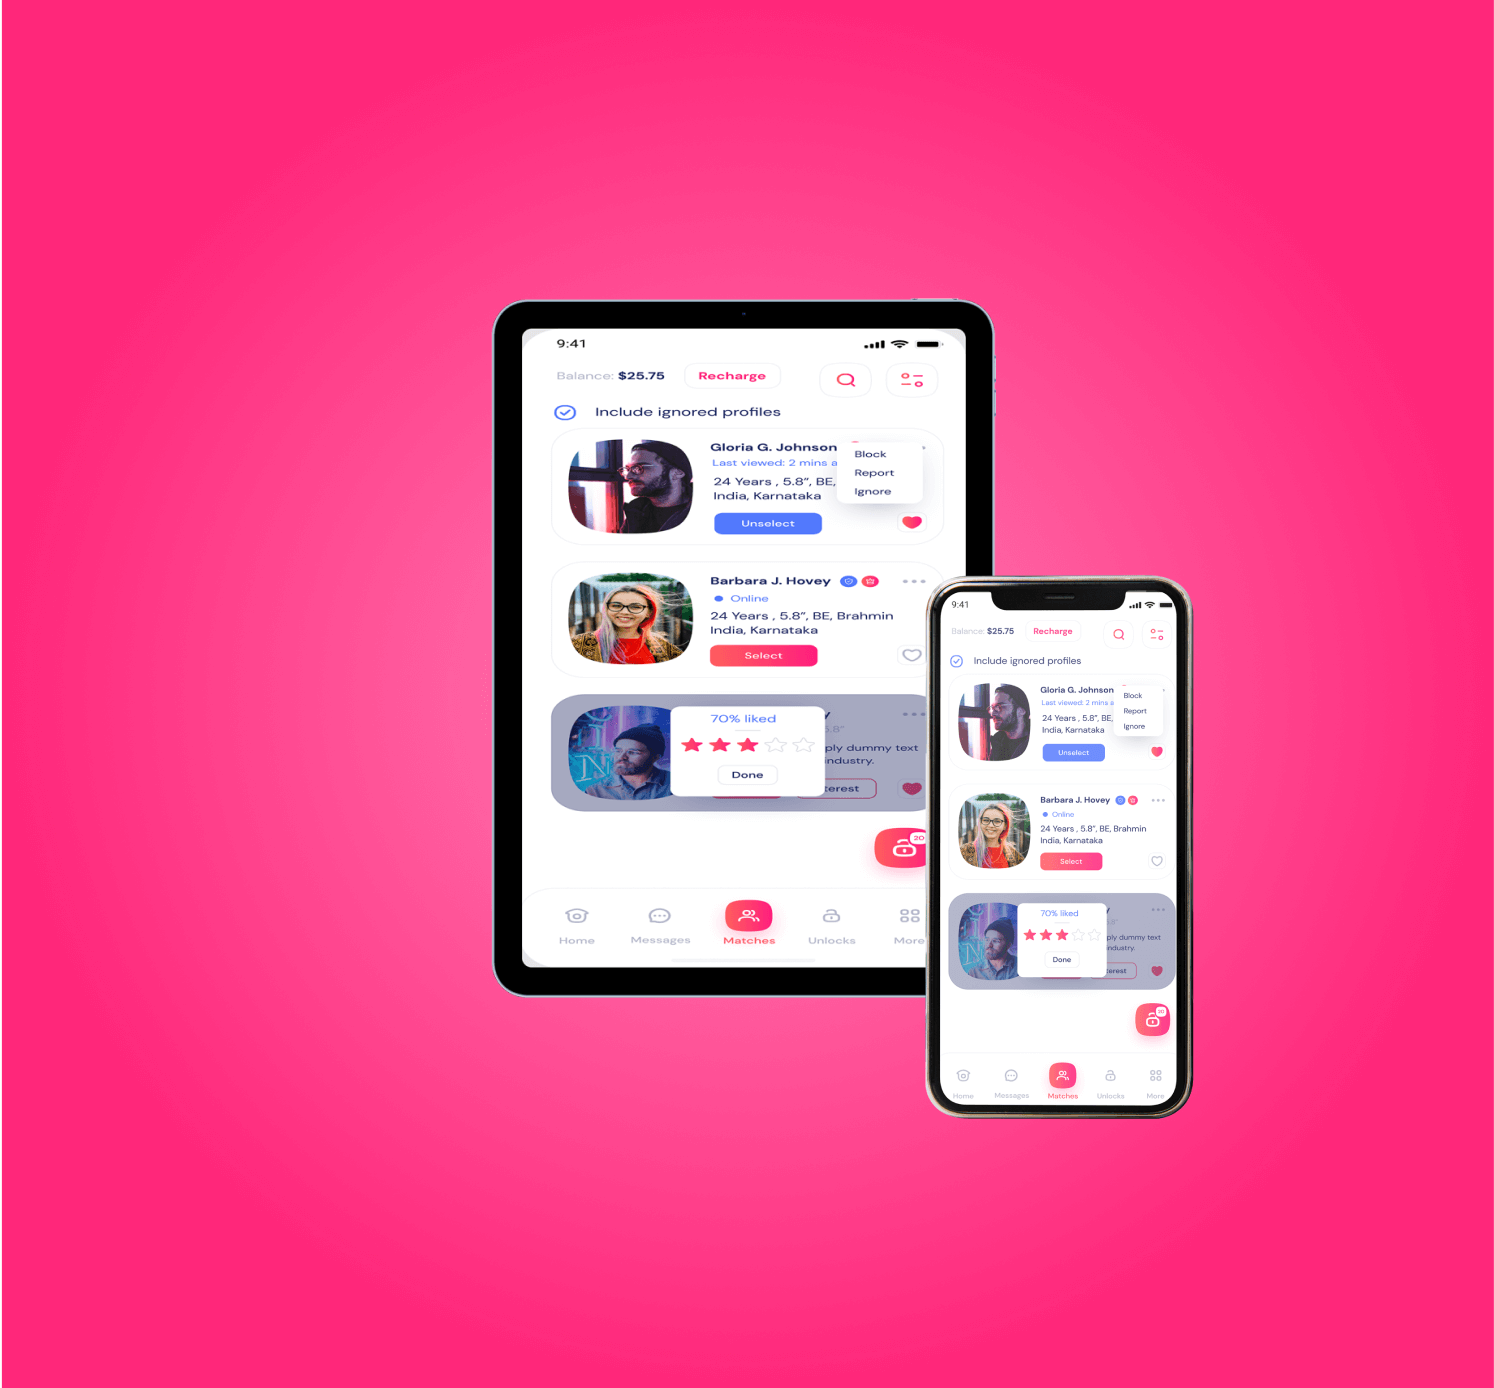 9:41
Balance: $25.75
Recharge
Include ignored profiles
Gloria G. Johnson
Last viewed: 2 mins a
24 Years , 5.8”, BE,
India, Karnataka
Unselect
Block
Report
Ignore
Barbara J. Hovey
Online
24 Years , 5.8”, BE, Brahmin
India, Karnataka
Select
70% liked
y
5.8”
ply dummy text
industry.
Done
terest
20
Home
Messages
Matches
Unlocks
More
9:41
Balance: $25.75
Recharge
Include ignored profiles
Gloria G. Johnson
Last viewed: 2 mins a
24 Years , 5.8”, BE,
India, Karnataka
Unselect
Block
Report
Ignore
Barbara J. Hovey
Online
24 Years , 5.8”, BE, Brahmin
India, Karnataka
Select
70% liked
y
5.8”
ply dummy text
industry.
Done
terest
20
Home
Messages
Matches
Unlocks
More